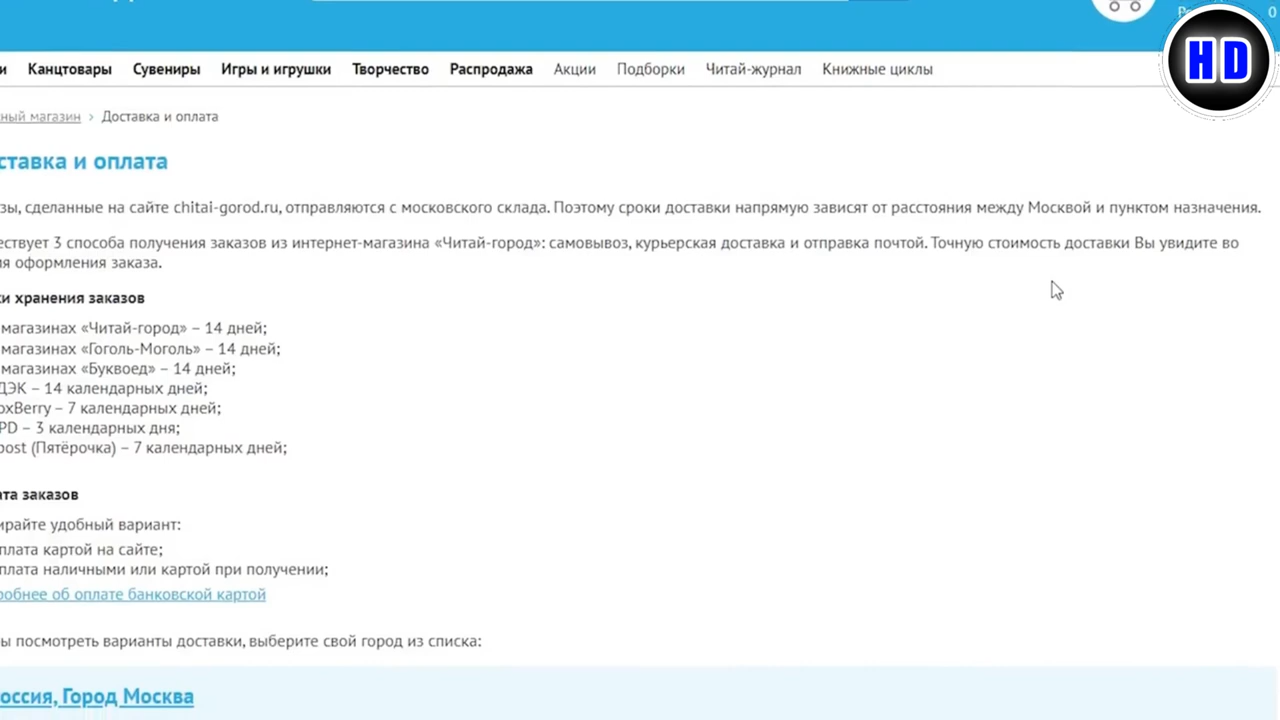 HD
0
Канцтовары Сувениры Игры и игрушки Творчество Распродажа Акции Подборки Читай-журнал Книжные циклы
ный магазин › Доставка и оплата
ставка и оплата
зы, сделанные на сайте chitai-gorod.ru, отправляются с московского склада. Поэтому сроки доставки напрямую зависят от расстояния между Москвой и пунктом назначения.
ествует 3 способа получения заказов из интернет-магазина «Читай-город»: самовывоз, курьерская доставка и отправка почтой. Точную стоимость доставки Вы увидите во
ия оформления заказа.
ки хранения заказов
магазинах «Читай-город» – 14 дней;
магазинах «Гоголь-Моголь» – 14 дней;
магазинах «Буквоед» – 14 дней;
ДЭК – 14 календарных дней;
oxBerry – 7 календарных дней;
PD – 3 календарных дня;
post (Пятёрочка) – 7 календарных дней;
ата заказов
ирайте удобный вариант:
плата картой на сайте;
плата наличными или картой при получении;
робнее об оплате банковской картой
ы посмотреть варианты доставки, выберите свой город из списка:
оссия, Город Москва